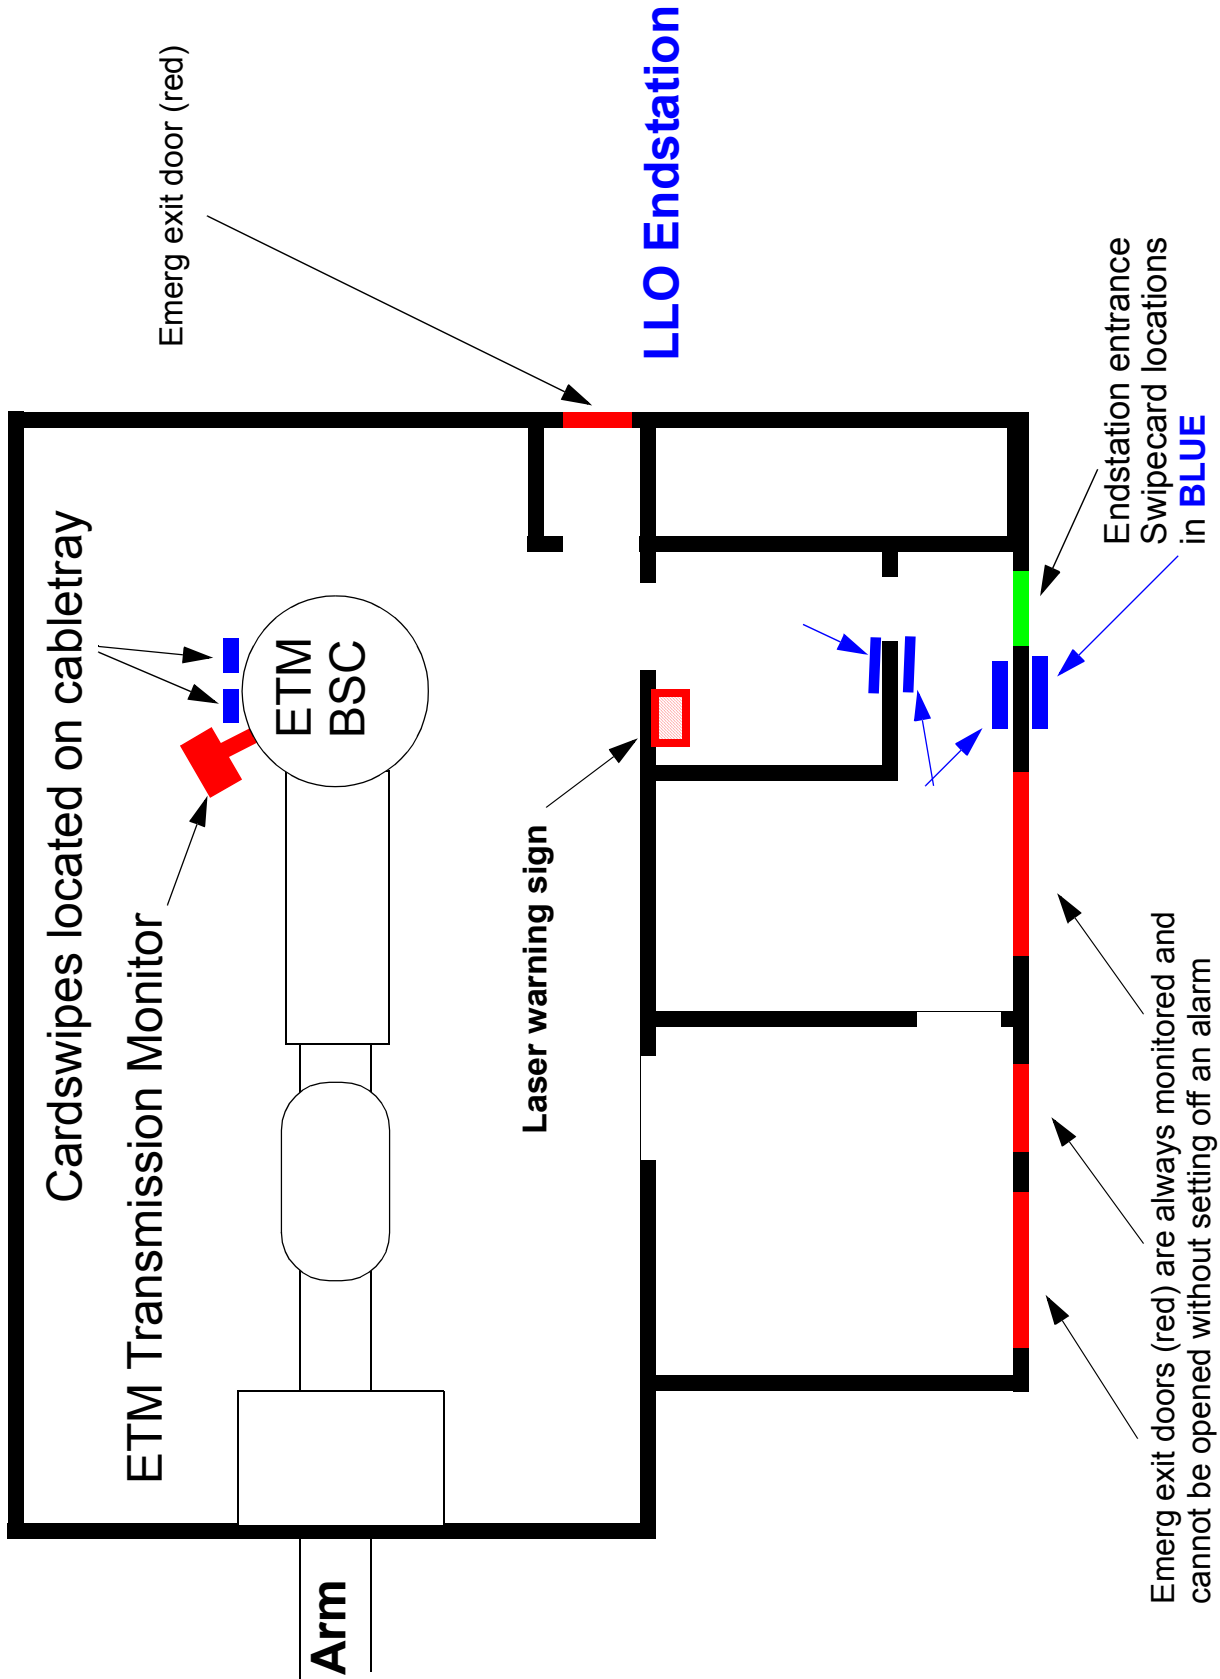 Cardswipes located on cabletray
ETM Transmission Monitor
Emerg exit door (red)
ETM
BSC
Arm
Laser warning sign
LLO Endstation
Endstation entrance
Swipecard locations
in BLUE
Emerg exit doors (red) are always monitored and
cannot be opened without setting off an alarm